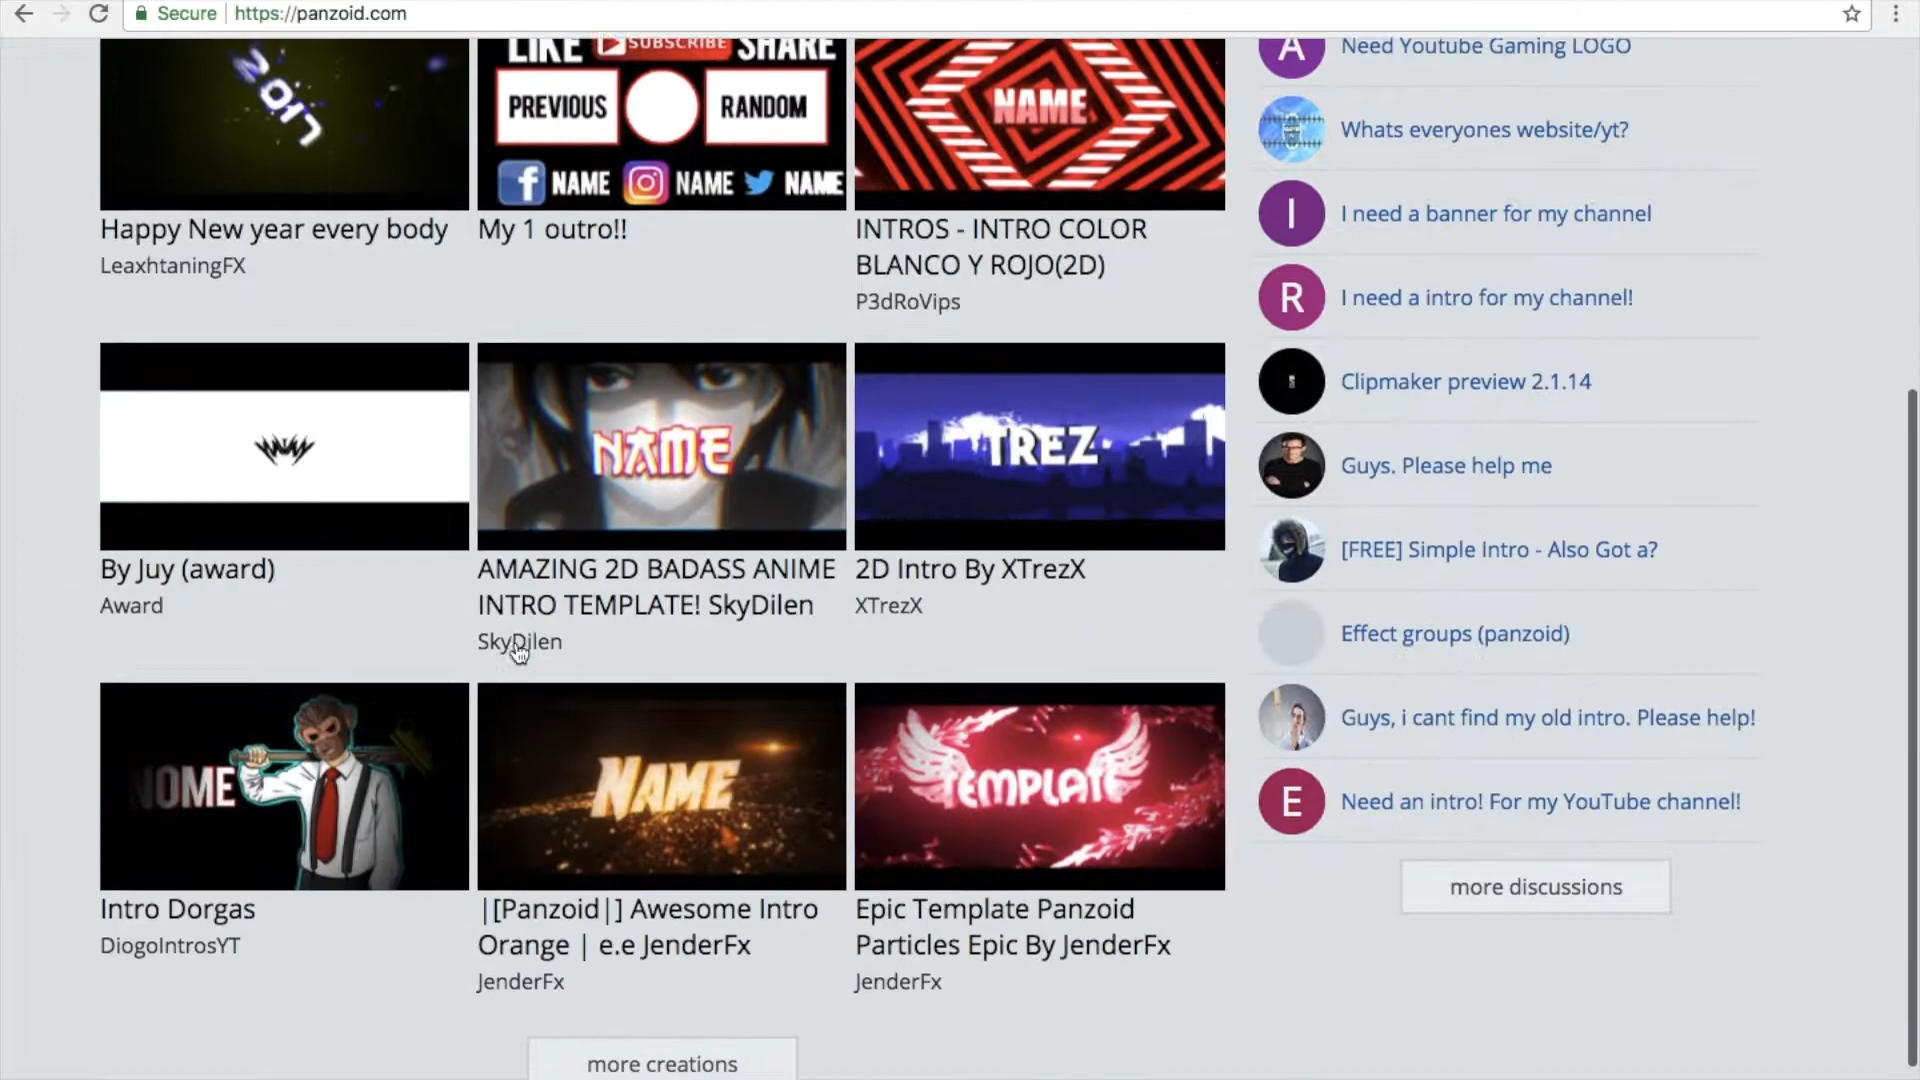 Secure
https://panzoid.com
2017
LIKE SUBSCRIBE SHARE
PREVIOUS RANDOM
NAME NAME NAME
NAME
Happy New year every body
LeaxhtaningFX
My 1 outro!!
INTROS - INTRO COLOR
BLANCO Y ROJO(2D)
P3dRoVips
NAME
TREZ
By Juy (award)
Award
AMAZING 2D BADASS ANIME
INTRO TEMPLATE! SkyDilen
SkyDilen
2D Intro By XTrezX
XTrezX
NOME
NAME
TEMPLATE
Intro Dorgas
DiogoIntrosYT
|[Panzoid|] Awesome Intro
Orange | e.e JenderFx
JenderFx
Epic Template Panzoid
Particles Epic By JenderFx
JenderFx
more creations
A
Need Youtube Gaming LOGO
Whats everyones website/yt?
I
I need a banner for my channel
R
I need a intro for my channel!
Clipmaker preview 2.1.14
Guys. Please help me
[FREE] Simple Intro - Also Got a?
Effect groups (panzoid)
Guys, i cant find my old intro. Please help!
E
Need an intro! For my YouTube channel!
more discussions